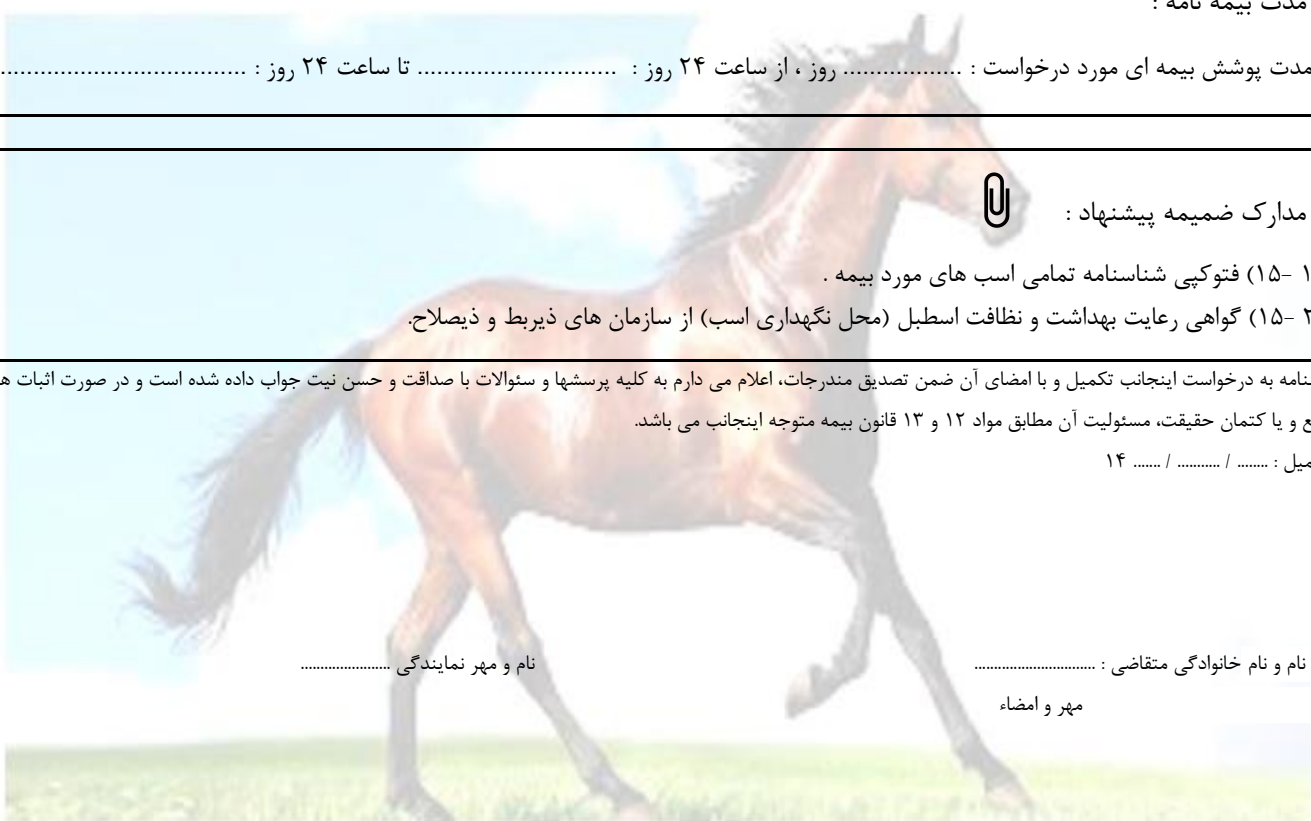 مدت بیمه نامه :
مدت پوشش بیمه ای مورد درخواست : .................. روز ، از ساعت ۲۴ روز : .............................. تا ساعت ۲۴ روز : ....................................
مدارک ضمیمه پیشنهاد :
۱ -۱۵) فتوکپی شناسنامه تمامی اسب های مورد بیمه .
۲ -۱۵) گواهی رعایت بهداشت و نظافت اسطبل (محل نگهداری اسب) از سازمان های ذیربط و ذیصلاح.
به درخواست اینجانب تکمیل و با امضای آن ضمن تصدیق مندرجات، اعلام می دارم به کلیه پرسشها و سئوالات با صداقت و حسن نیت جواب داده شده است و در صورت اثبات
و یا کتمان حقیقت، مسئولیت آن مطابق مواد ۱۲ و ۱۳ قانون بیمه متوجه اینجانب می باشد.
: ........ / ........... / ....... ۱۴
نام و نام خانوادگی متقاضی : ............................... نام و مهر نمایندگی .......................
مهر و امضاء